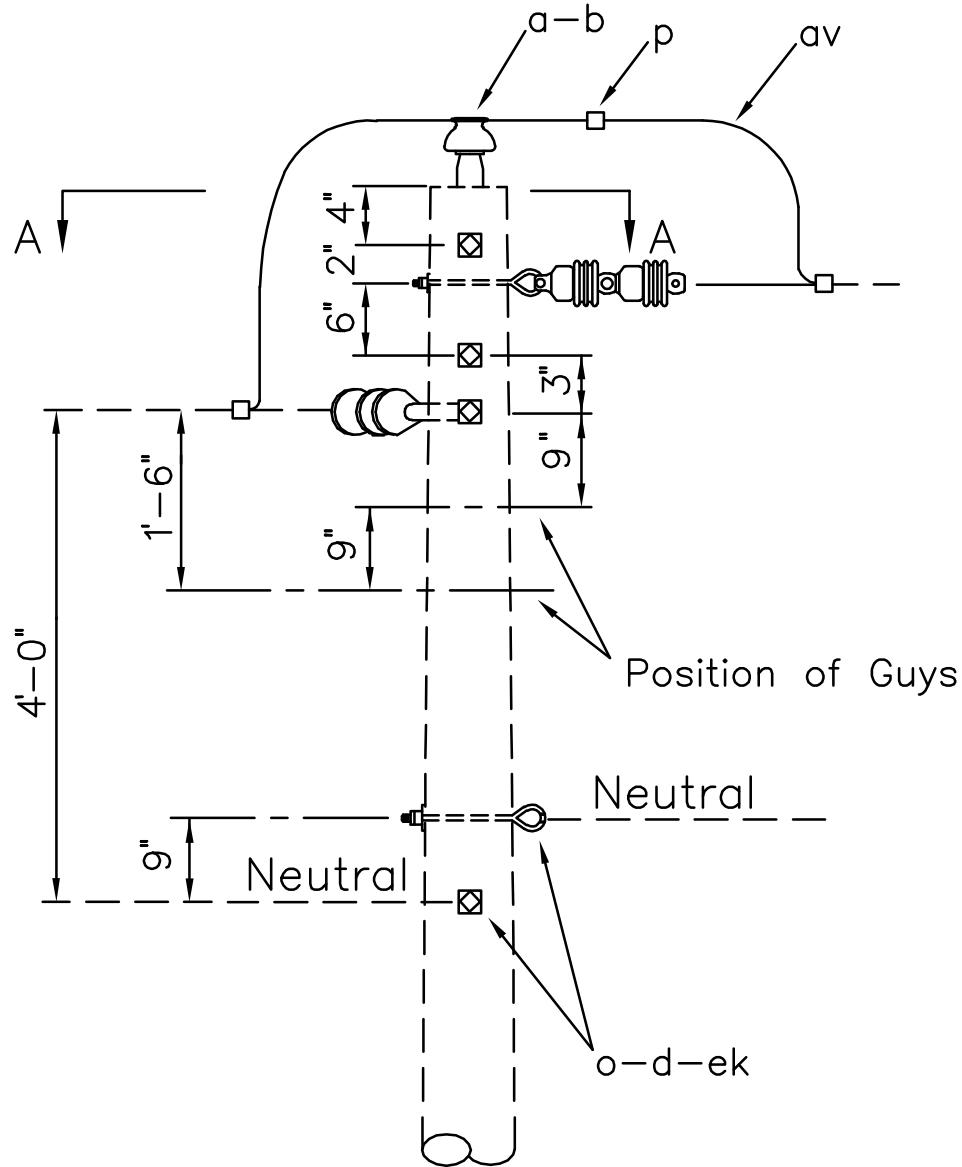 a-b
p
av
A
A
4"
2"
6"
3"
9"
1'-6"
9"
4'-0"
Position of Guys
Neutral
9"
Neutral
o-d-ek